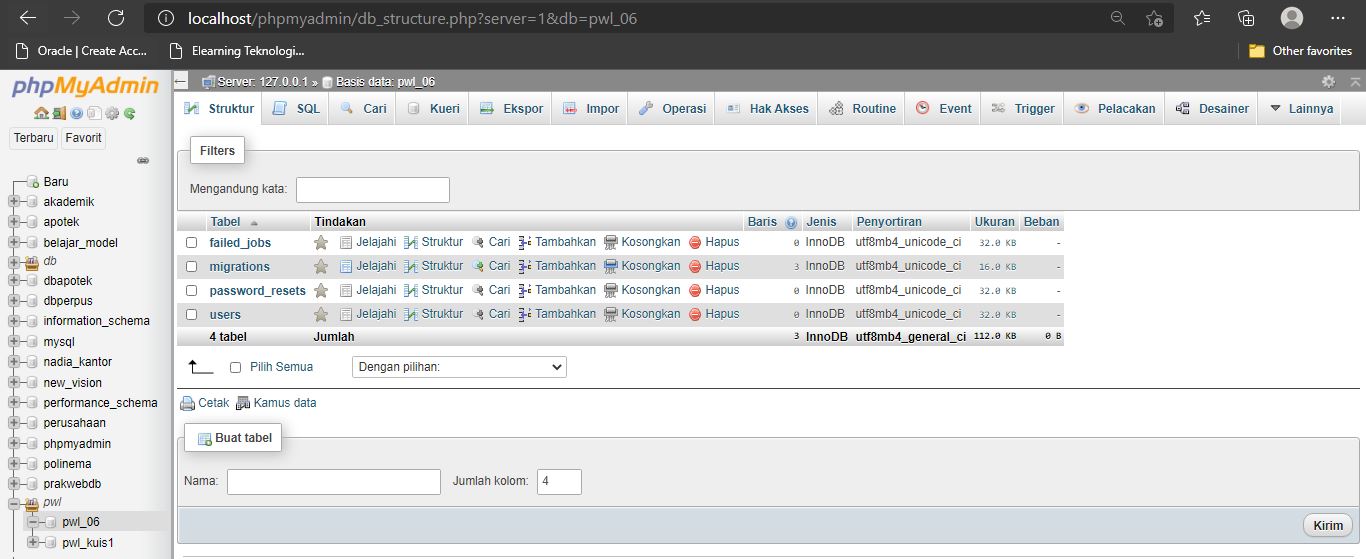 localhost/phpmyadmin/db_structure.php?server=1&db=pwl_06
Oracle | Create Acc... Elearning Teknologi... Other favorites
phpMyAdmin
Terbaru Favorit
Baru
akademik
apotek
belajar_model
db
dbapotek
dbperpus
information_schema
mysql
nadia_kantor
new_vision
performance_schema
perusahaan
phpmyadmin
polinema
prakwebdb
pwl
pwl_06
pwl_kuis1
Server: 127.0.0.1 » Basis data: pwl_06
Struktur SQL Cari Kueri Ekspor Impor Operasi Hak Akses Routine Event Trigger Pelacakan Desainer Lainnya
Filters
Mengandung kata:
Tabel Tindakan Baris Jenis Penyortiran Ukuran Beban
failed_jobs Jelajahi Struktur Cari Tambahkan Kosongkan Hapus 0 InnoDB utf8mb4_unicode_ci 32.0 KB -
migrations Jelajahi Struktur Cari Tambahkan Kosongkan Hapus 3 InnoDB utf8mb4_unicode_ci 16.0 KB -
password_resets Jelajahi Struktur Cari Tambahkan Kosongkan Hapus 0 InnoDB utf8mb4_unicode_ci 32.0 KB -
users Jelajahi Struktur Cari Tambahkan Kosongkan Hapus 0 InnoDB utf8mb4_unicode_ci 32.0 KB -
4 tabel Jumlah 3 InnoDB utf8mb4_general_ci 112.0 KB 0 B
Pilih Semua Dengan pilihan:
Cetak Kamus data
Buat tabel
Nama: Jumlah kolom: 4
Kirim